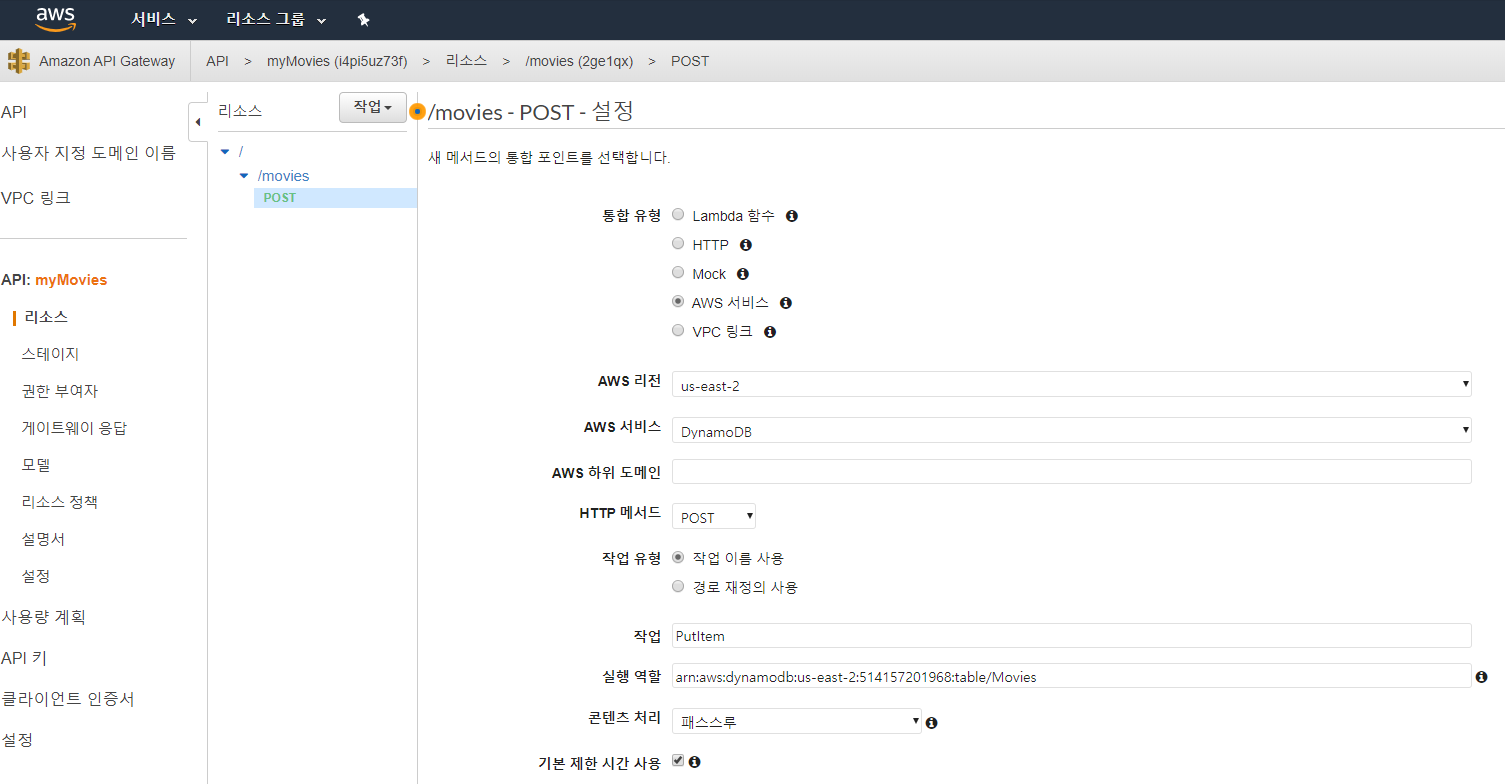 aws 서비스 리소스 그룹
Amazon API Gateway API > myMovies (i4pi5uz73f) > 리소스 > /movies (2ge1qx) > POST
API
사용자 지정 도메인 이름
VPC 링크
API: myMovies
리소스
스테이지
권한 부여자
게이트웨이 응답
모델
리소스 정책
설명서
설정
사용량 계획
API 키
클라이언트 인증서
설정
리소스 작업
/
/movies
POST
/movies - POST - 설정
새 메서드의 통합 포인트를 선택합니다.
통합 유형 Lambda 함수
HTTP
Mock
AWS 서비스
VPC 링크
AWS 리전 us-east-2
AWS 서비스 DynamoDB
AWS 하위 도메인
HTTP 메서드 POST
작업 유형 작업 이름 사용
경로 재정의 사용
작업 PutItem
실행 역할 arn:aws:dynamodb:us-east-2:514157201968:table/Movies
콘텐츠 처리 패스스루
기본 제한 시간 사용